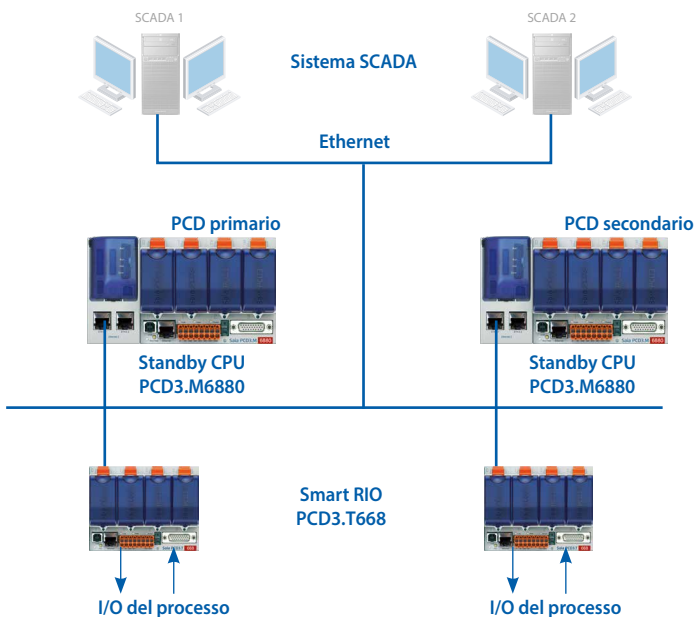 SCADA 1
SCADA 2
Sistema SCADA
Ethernet
PCD primario
PCD secondario
Standby CPU
PCD3.M6880
Standby CPU
PCD3.M6880
Smart RIO
PCD3.T668
I/O del processo
I/O del processo